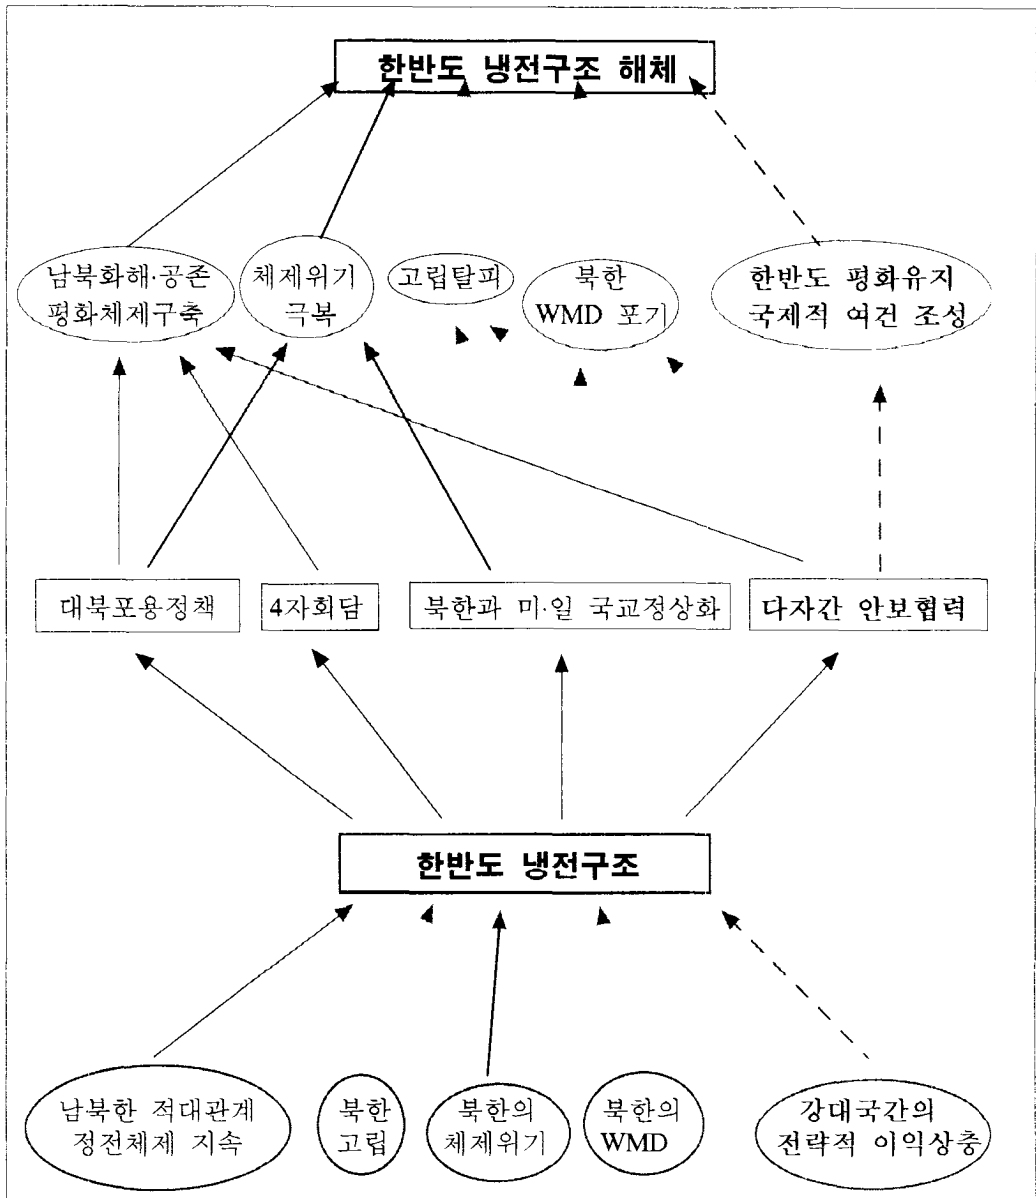 한반도 냉전구조 해체
남북화해·공존
평화체제구축
체제위기
극복
고립탈피
북한
WMD 포기
한반도 평화유지
국제적 여건 조성
대북포용정책
4자회담
북한과 미·일 국교정상화
다자간 안보협력
한반도 냉전구조
남북한 적대관계
정전체제 지속
북한
고립
북한의
체제위기
북한의
WMD
강대국간의
전략적 이익상충